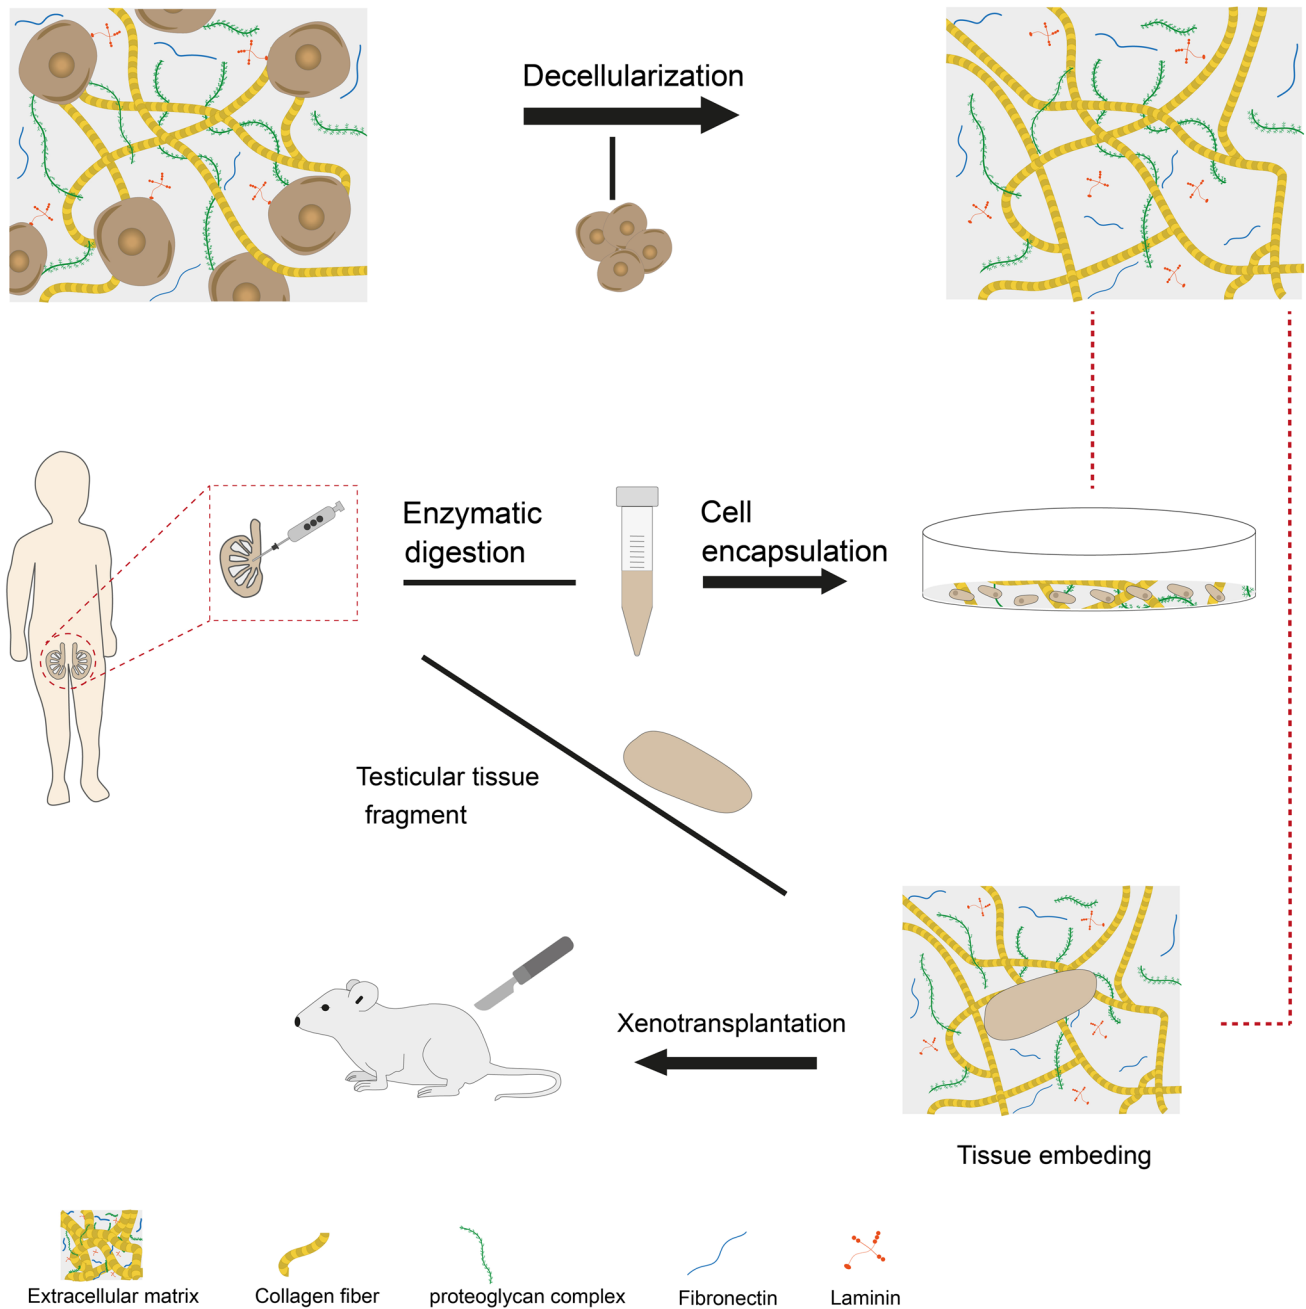 Decellularization
Enzymatic
digestion
Cell
encapsulation
Testicular tissue
fragment
Xenotransplantation
Tissue embeding
Extracellular matrix
Collagen fiber
proteoglycan complex
Fibronectin
Laminin